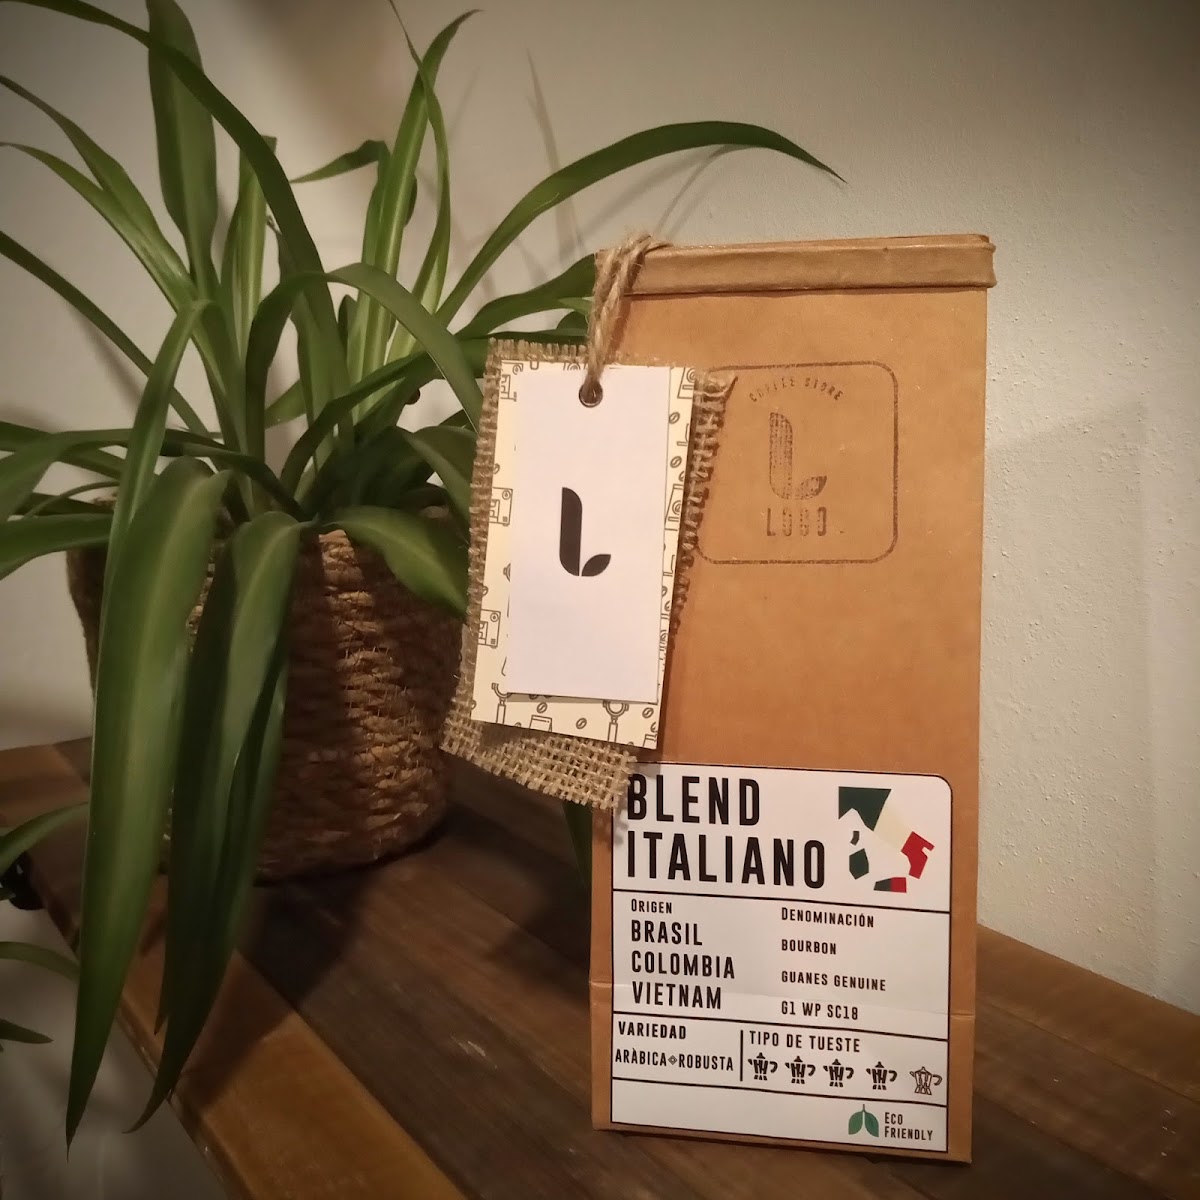 COFFEE STORE
LOGO
BLEND
ITALIANO
ORIGEN
BRASIL
COLOMBIA
VIETNAM
DENOMINACIÓN
BOURBON
GUANES GENUINE
G1 WP SC18
VARIEDAD
ARÀBICA ROBUSTA
TIPO DE TUESTE
ECO
FRIENDLY